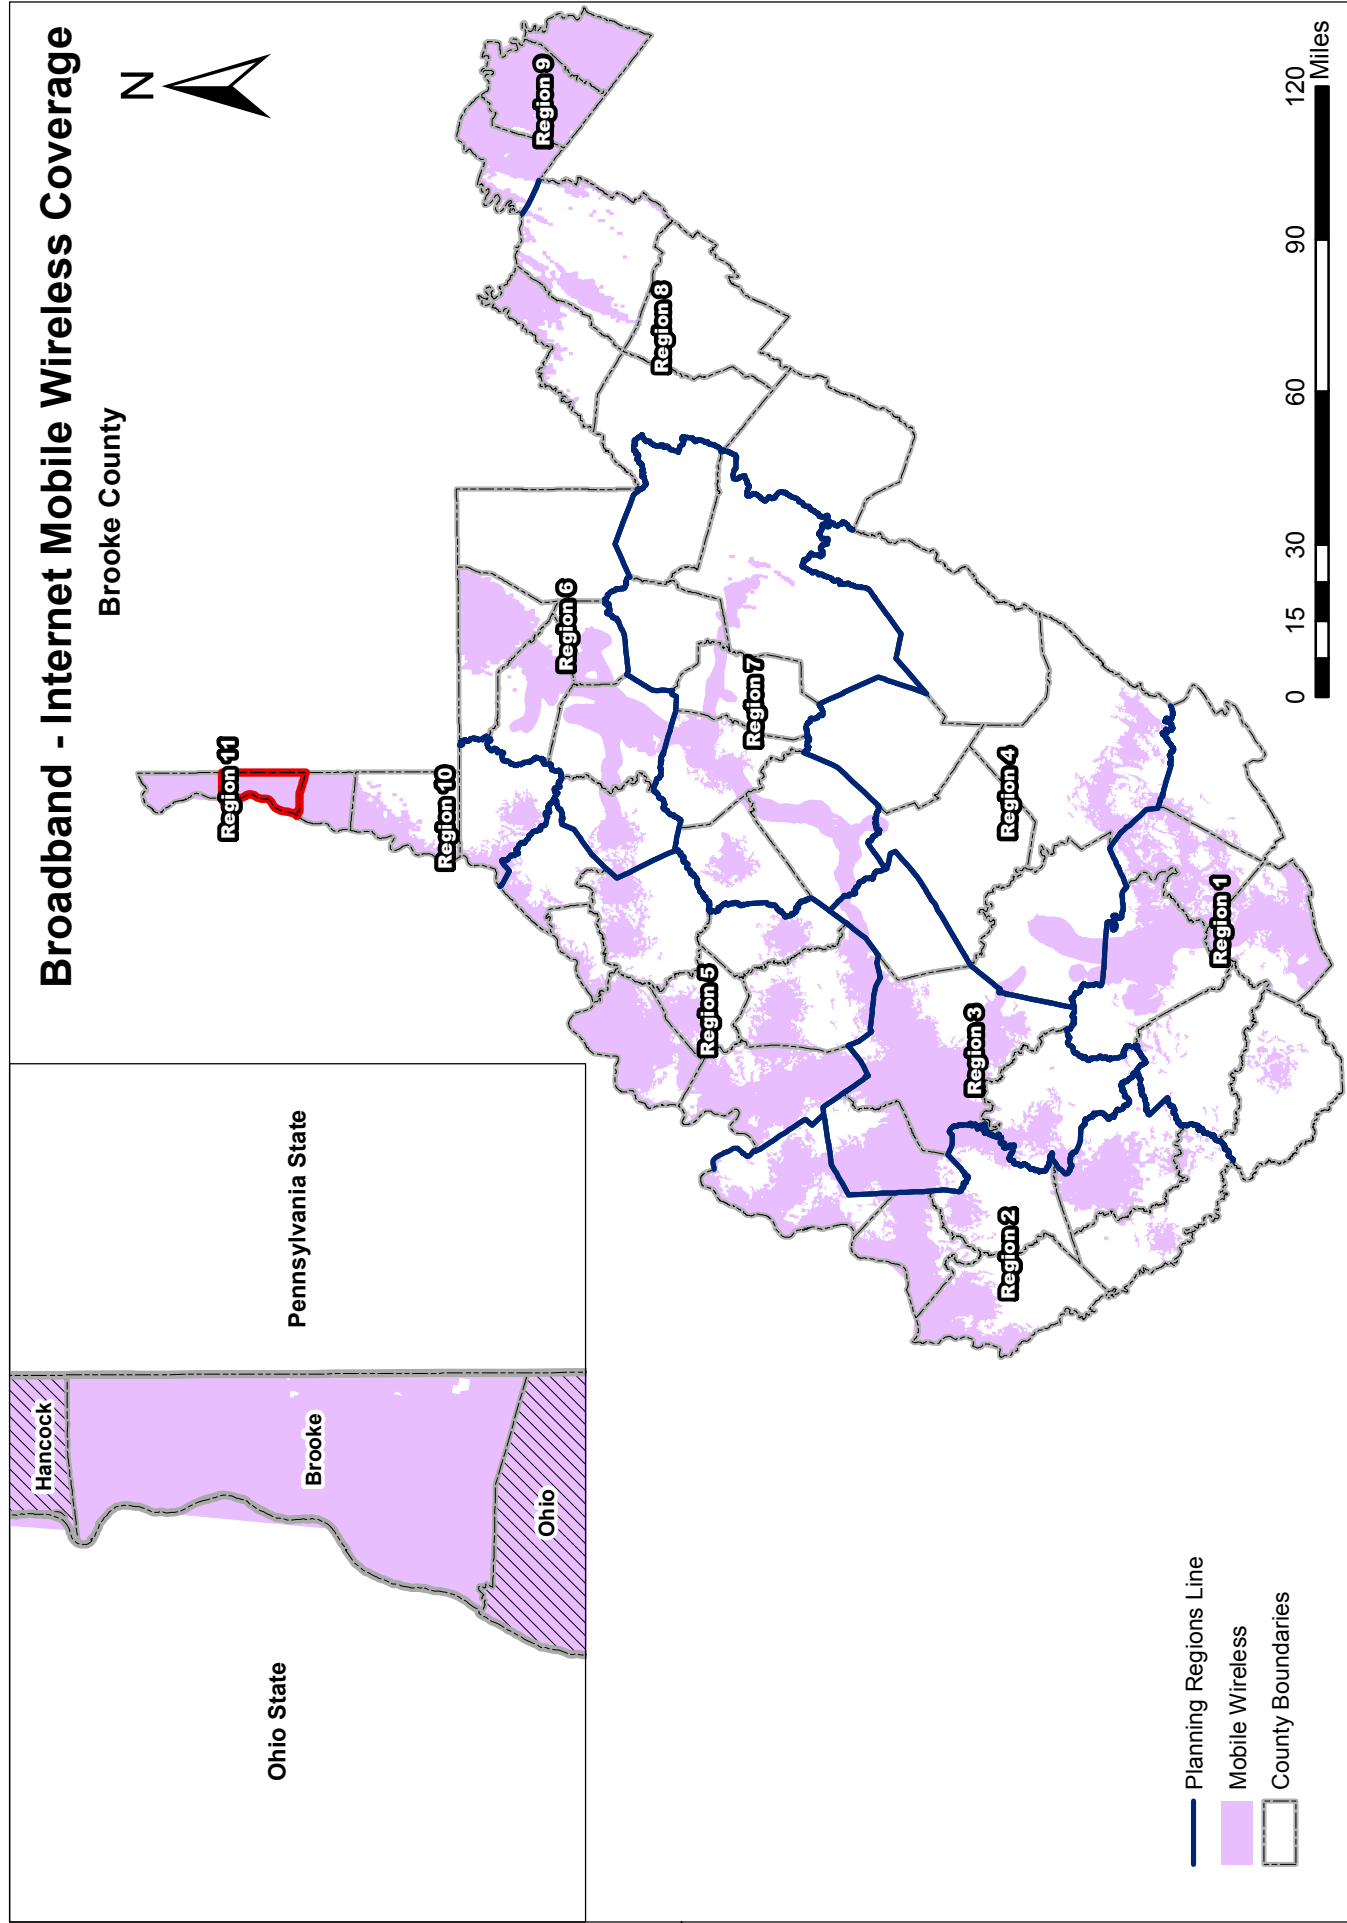 Broadband - Internet Mobile Wireless Coverage
Brooke County
N
Hancock
Brooke
Ohio
Ohio State
Pennsylvania State
Region 11
Region 10
Region 9
Region 8
Region 6
Region 7
Region 5
Region 4
Region 3
Region 2
Region 1
Planning Regions Line
Mobile Wireless
County Boundaries
0 15 30 60 90 120
Miles